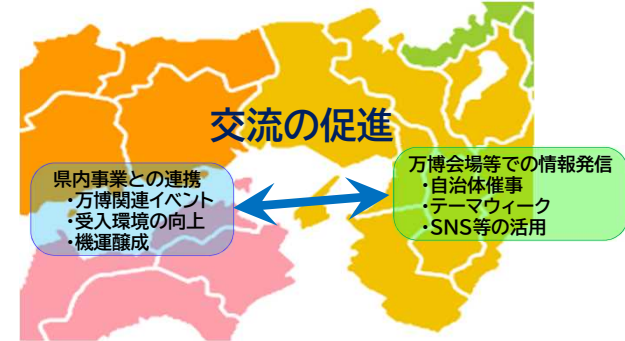 交流の促進
県内事業との連携
・万博関連イベント
・受入環境の向上
・機運醸成
万博会場等での情報発信
・自治体催事
・テーマウィーク
・SNS等の活用